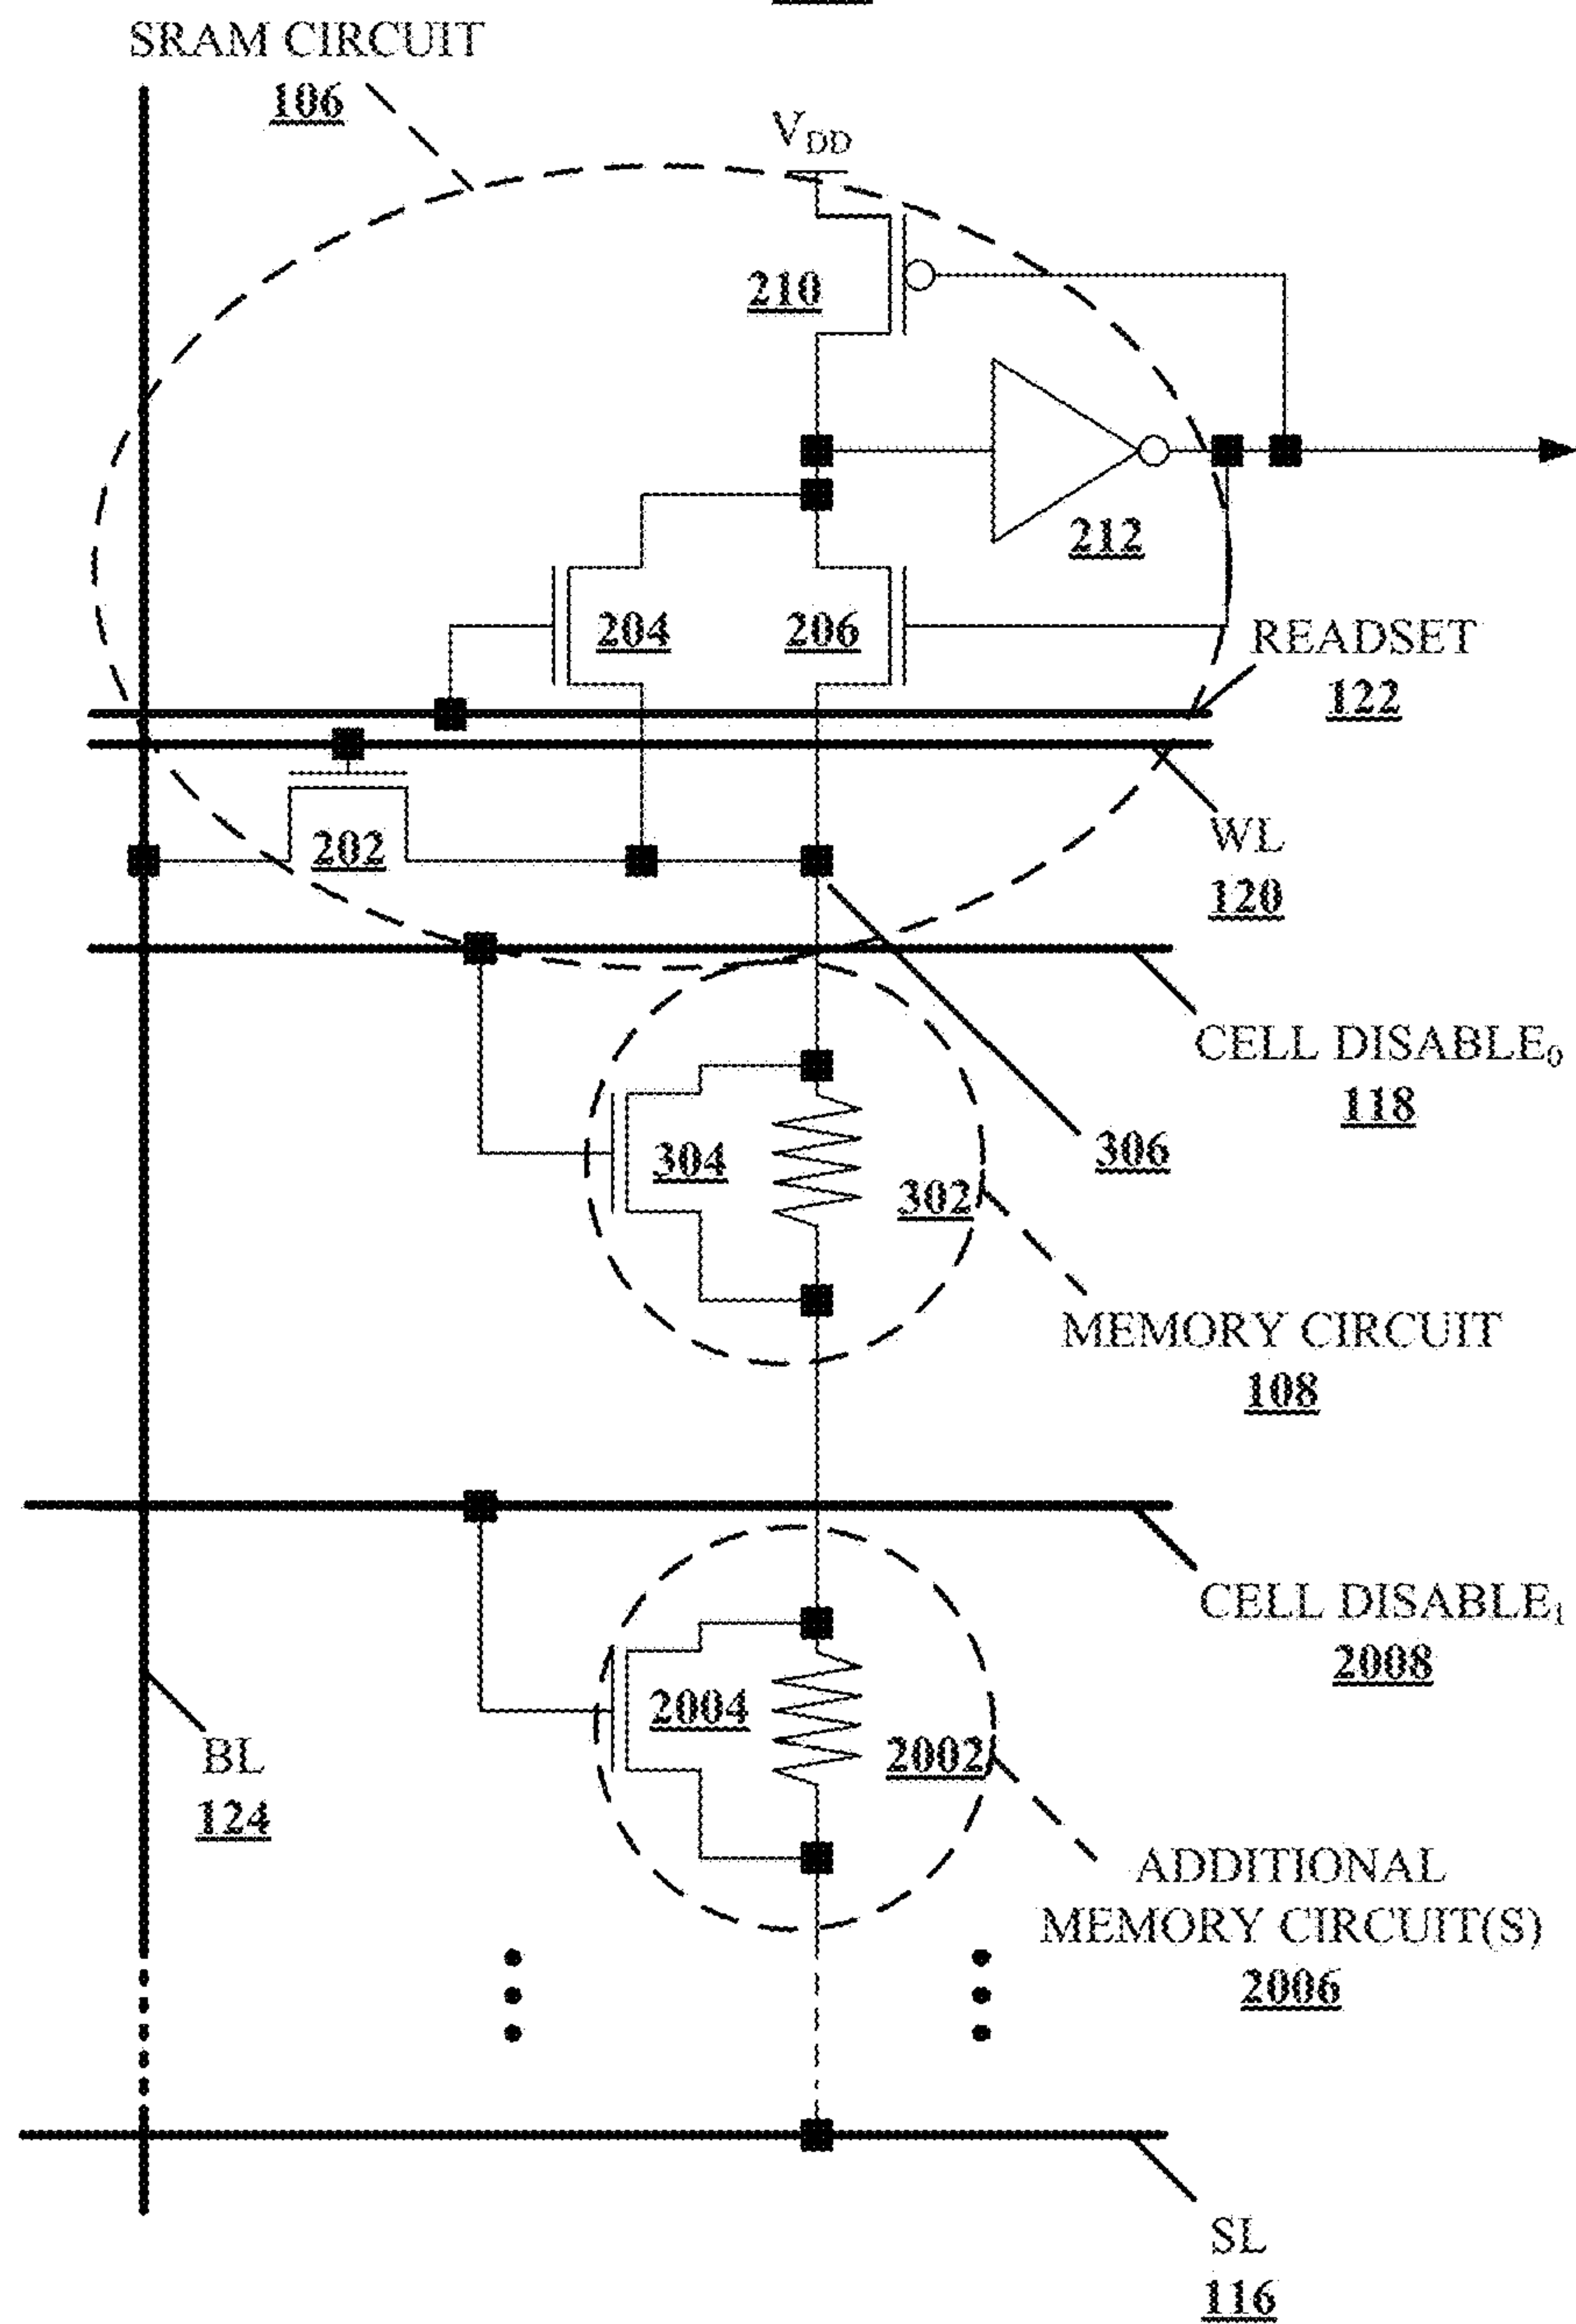 SRAM CIRCUIT
106
VDD
210
212
204
206
READSET
122
202
WL
120
CELL DISABLE0
118
306
304
302
MEMORY CIRCUIT
108
CELL DISABLE1
2008
2004
2002
BL
124
ADDITIONAL
MEMORY CIRCUIT(S)
2006
SL
116